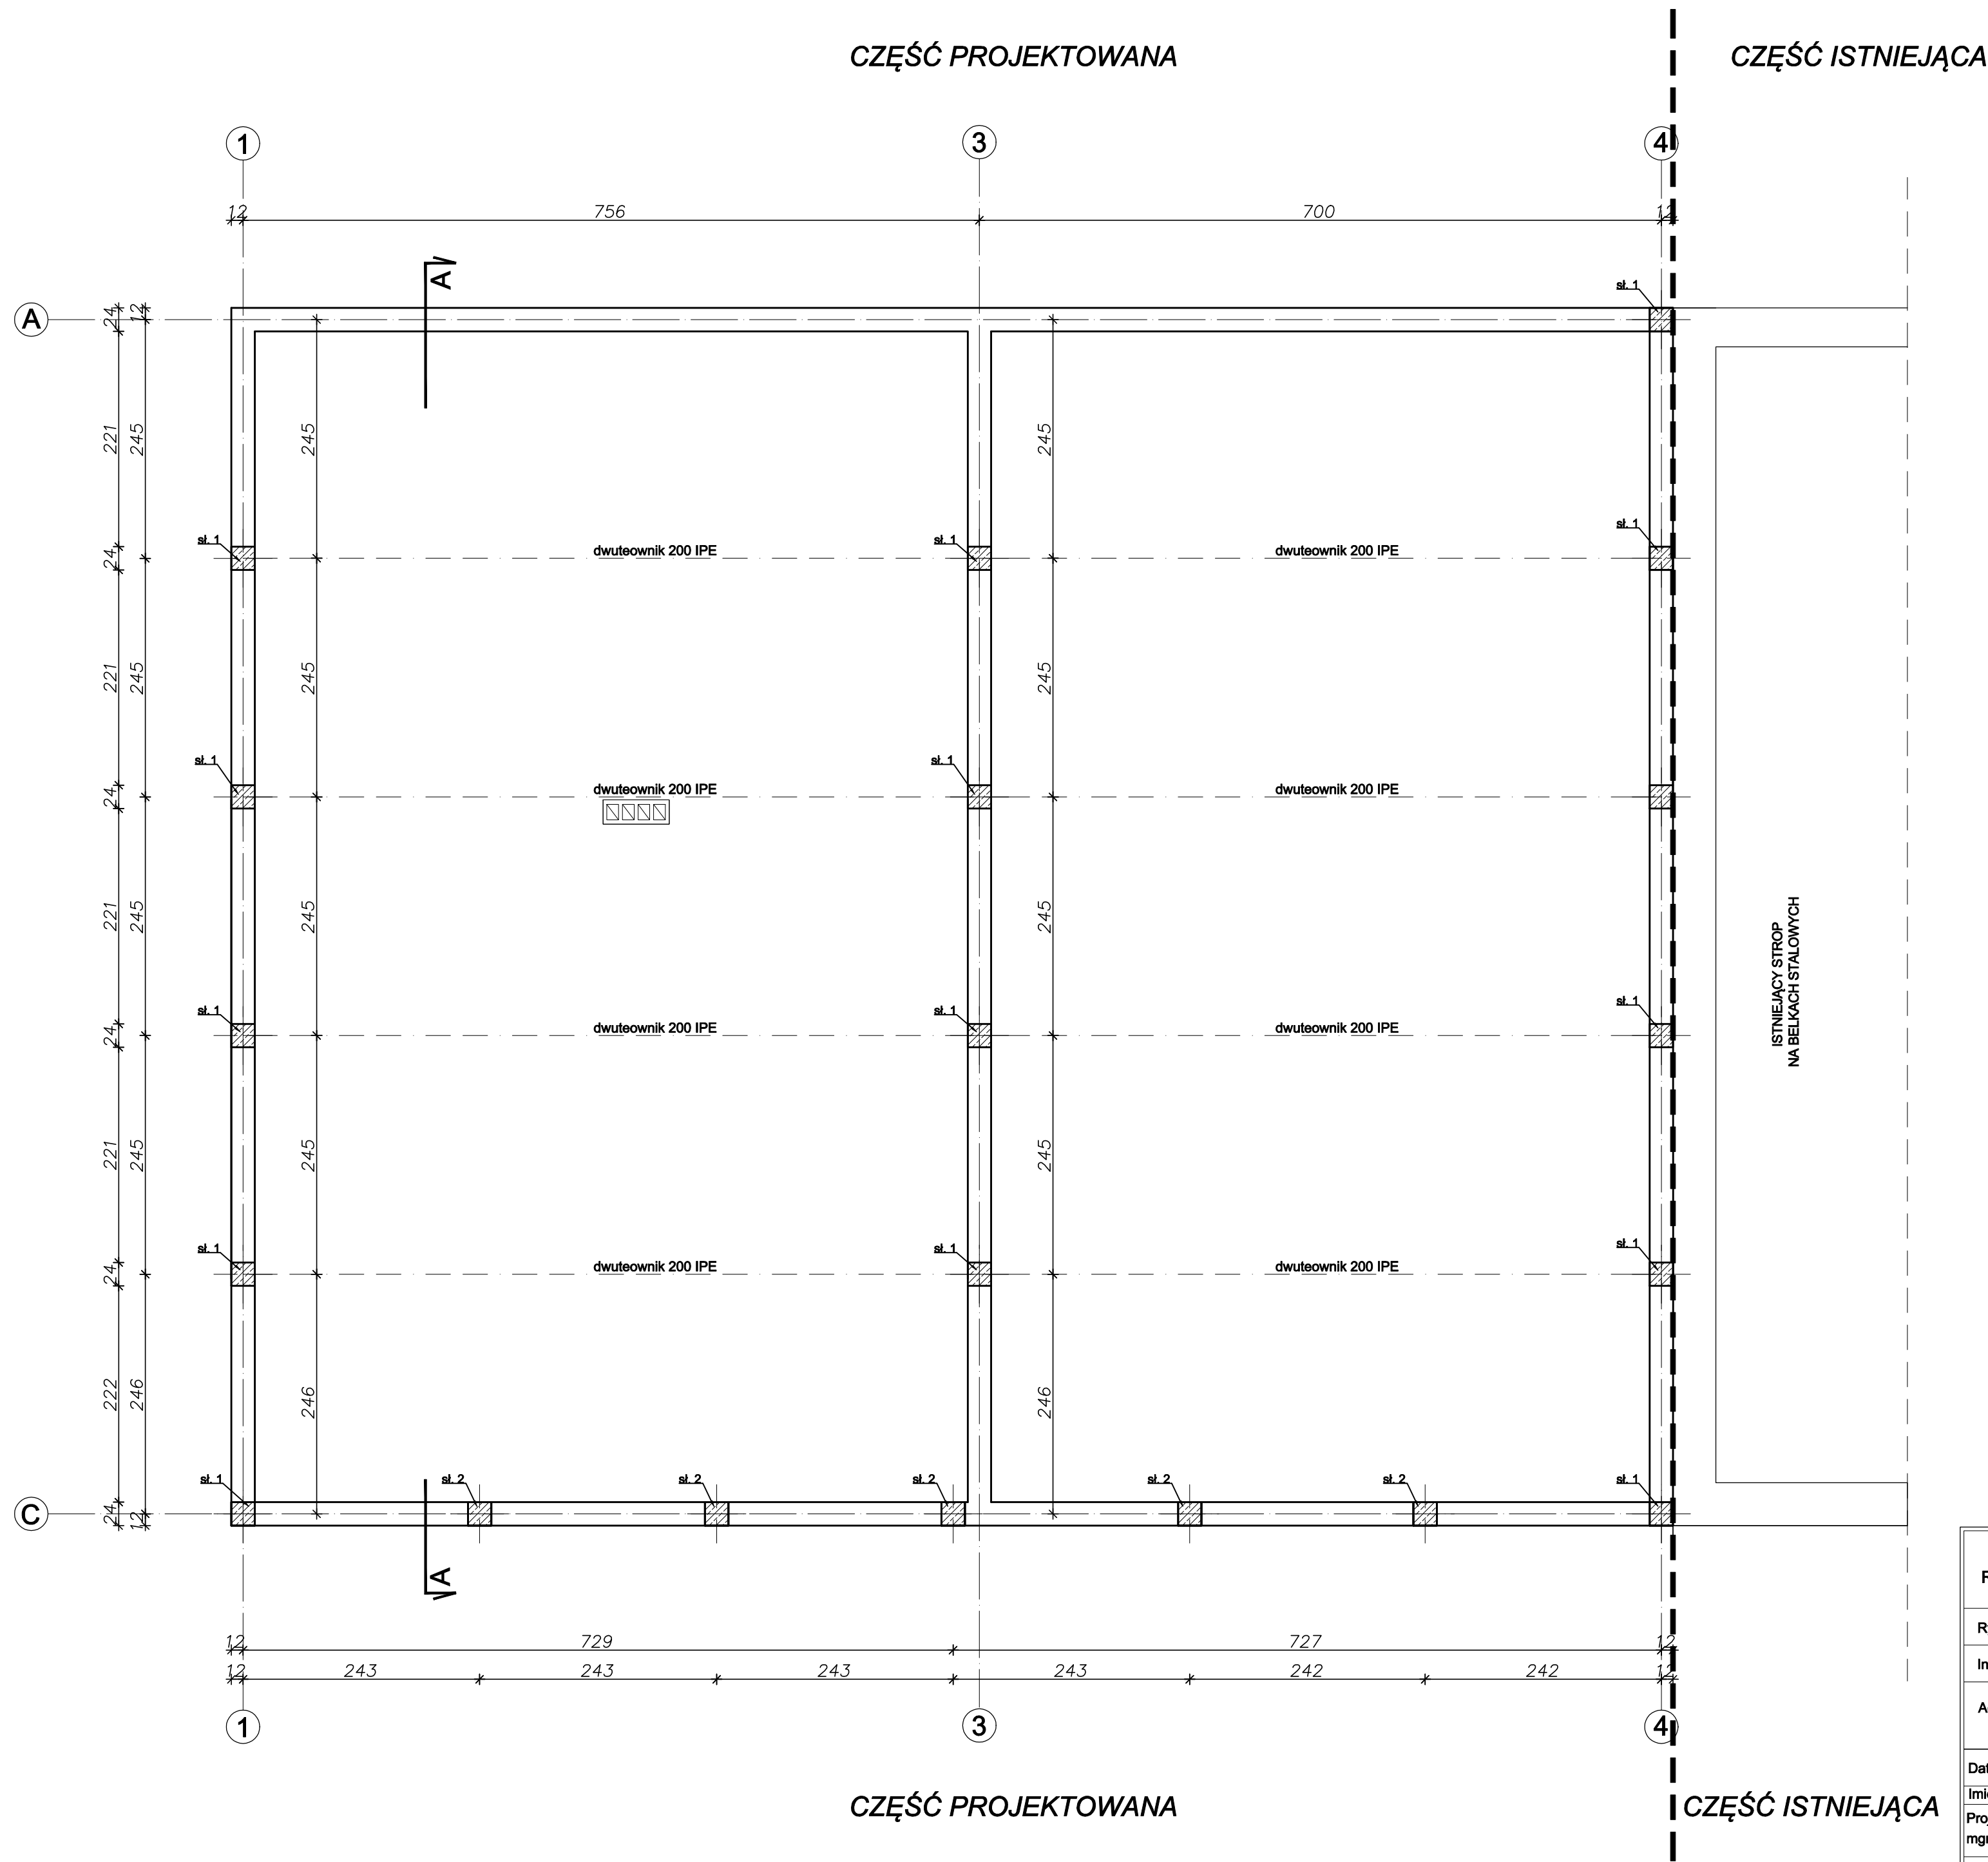 CZĘŚĆ PROJEKTOWANA
CZĘŚĆ ISTNIEJĄCA
1
3
4
12
756
700
12
A
sł. 1
A
24
12
221
245
245
245
sł. 1
dwuteownik 200 IPE
sł. 1
dwuteownik 200 IPE
sł. 1
24
221
245
245
245
sł. 1
dwuteownik 200 IPE
sł. 1
dwuteownik 200 IPE
24
221
245
245
245
ISTNIEJĄCY STROP
NA BELKACH STALOWYCH
sł. 1
dwuteownik 200 IPE
sł. 1
dwuteownik 200 IPE
sł. 1
24
221
245
245
245
sł. 1
dwuteownik 200 IPE
sł. 1
dwuteownik 200 IPE
sł. 1
24
222
246
246
246
sł. 1
sł. 2
sł. 2
sł. 2
sł. 2
sł. 2
sł. 1
C
24
12
A
12
729
727
12
12
243
243
243
243
242
242
12
1
3
4
CZĘŚĆ PROJEKTOWANA
CZĘŚĆ ISTNIEJĄCA
mgr